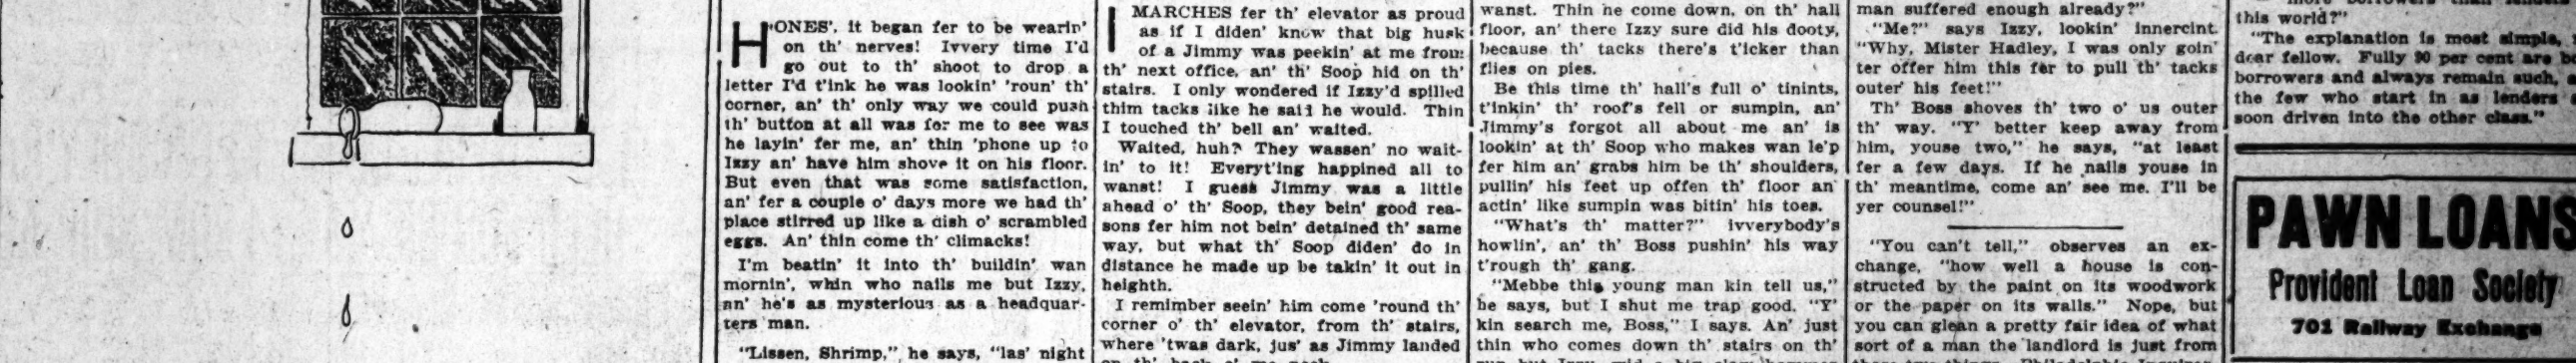 HONES', it began fer to be wearin'
on th' nerves! Ivvery time I'd
go out to th' shoot to drop a
letter I'd t'ink he was lookin' 'roun' th'
corner, an' th' only way we could push
th' button at all was for me to see was
he layin' fer me, an' thin 'phone up to
Izzy an' have him shove it on his floor.
But even that was some satisfaction,
an' fer a couple o' days more we had th'
place stirred up like a dish o' scrambled
eggs. An' thin come th' climacks!
I'm beatin' it into th' buildin' wan
mornin', whin who nails me but Izzy,
an' he's as mysterious as a headquar-
ters man.
"Lissen, Shrimp," he says, "las' night
I MARCHES fer th' elevator as proud
as if I diden' know that big husk
of a Jimmy was peekin' at me from
th' next office, an' th' Soop hid on th'
stairs. I only wondered if Izzy'd spilled
thim tacks like he said he would. Thin
I touched th' bell an' waited.
Waited, huh? They wassen' no wait-
in' to it! Everyt'ing happined all to
wanst! I guess Jimmy was a little
ahead o' th' Soop, they bein' good rea-
sons fer him not bein' detained th' same
way, but what th' Soop diden' do in
distance he made up be takin' it out in
heighth.
I remimber seein' him come 'round th'
corner o' th' elevator, from th' stairs,
where 'twas dark, jus' as Jimmy landed
wanst. Thin he come down, on th' hall
floor, an' there Izzy sure did his dooty,
because th' tacks there's t'icker than
flies on pies.
Be this time th' hall's full o' tinints,
t'inkin' th' roof's fell or sumpin, an'
Jimmy's forgot all about me an' is
lookin' at th' Soop who makes wan le'p
fer him an' grabs him be th' shoulders,
pullin' his feet up offen th' floor an'
actin' like sumpin was bitin' his toes.
"What's th' matter?" ivverybody's
howlin', an' th' Boss pushin' his way
t'rough th' gang.
"Mebbe this young man kin tell us,"
he says, but I shut me trap good. "Y'
kin search me, Boss," I says. An' just
thin who comes down th' stairs on th'
man suffered enough already?"
"Me?" says Izzy, lookin' innercint.
"Why, Mister Hadley, I was only goin'
ter offer him this fer to pull th' tacks
outer his feet!"
Th' Boss shoves th' two o' us outer
th' way. "Y' better keep away from
him, youse two," he says, "at least
fer a few days. If he nails youse in
th' meantime, come an' see me. I'll be
yer counsel!"
"You can't tell," observes an ex-
change, "how well a house is con-
structed by the paint on its woodwork
or the paper on its walls." Nope, but
you can glean a pretty fair idea of what
sort of a man the landlord is just from
this world?"
"The explanation is most simple,
dear fellow. Fully 90 per cent are
borrowers and always remain such,
the few who start in as lenders
soon driven into the other class."
PAWN LOANS
Provident Loan Society
701 Railway Exchange